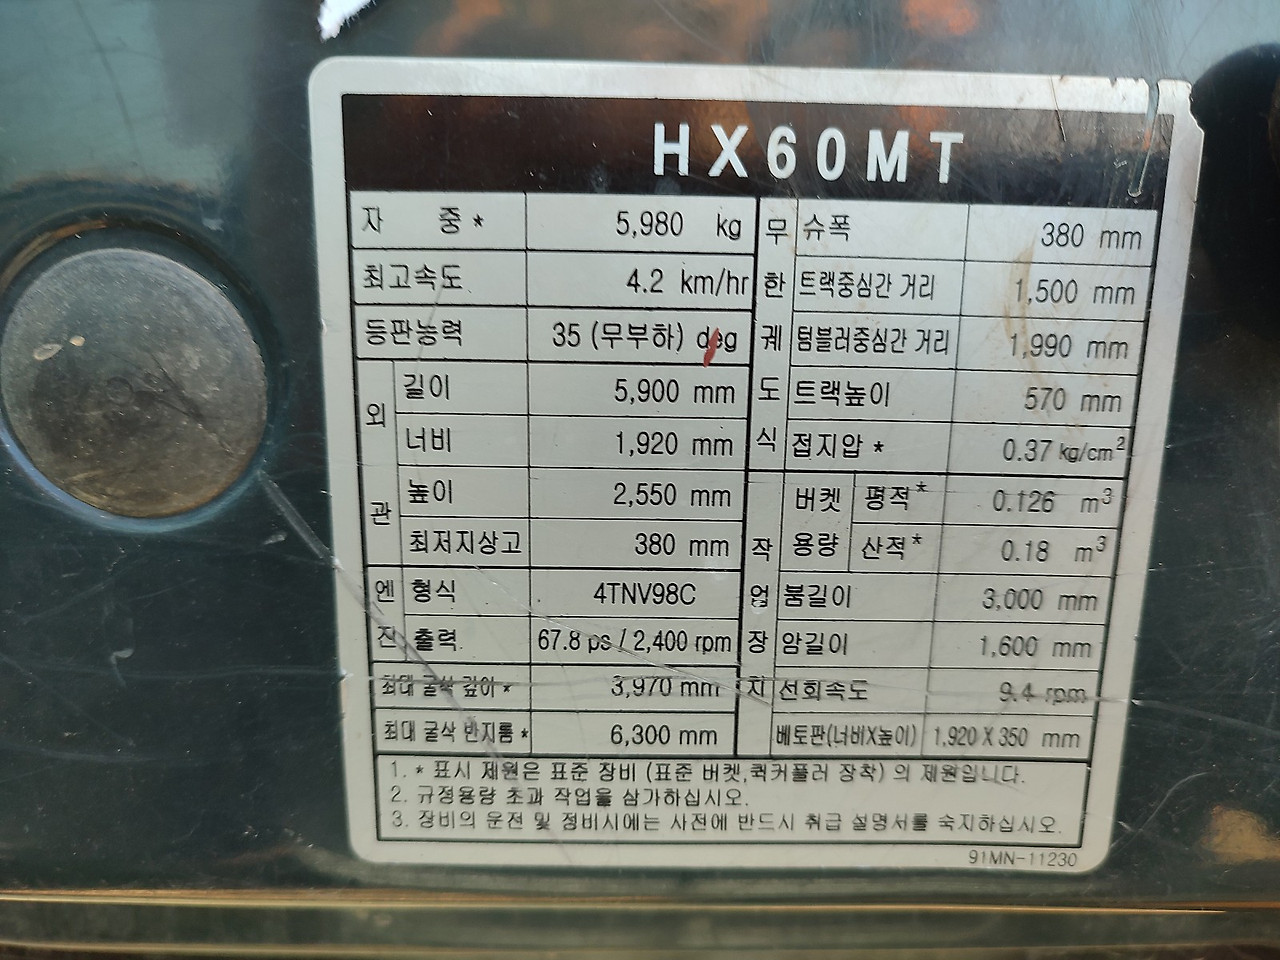 HX60MT
자 중 * 5,980 kg
최고속도 4.2 km/hr
등판능력 35 (무부하) deg
외관
길이 5,900 mm
너비 1,920 mm
높이 2,550 mm
최저지상고 380 mm
엔진
형식 4TNV98C
출력 67.8 ps / 2,400 rpm
최대 굴삭 깊이 * 3,970 mm
최대 굴삭 반지름 * 6,300 mm
무한궤도식
슈폭 380 mm
트랙중심간 거리 1,500 mm
텀블러중심간 거리 1,990 mm
트랙높이 570 mm
접지압 * 0.37 kg/cm²
작업장치
버켓용량
평적* 0.126 m³
산적* 0.18 m³
붐길이 3,000 mm
암길이 1,600 mm
선회속도 9.4 rpm
베토판(너비X높이) 1,920 X 350 mm
1. * 표시 제원은 표준 장비 (표준 버켓,퀵커플러 장착) 의 제원입니다.
2. 규정용량 초과 작업을 삼가하십시오.
3. 장비의 운전 및 정비시에는 사전에 반드시 취급 설명서를 숙지하십시오.
91MN-11230